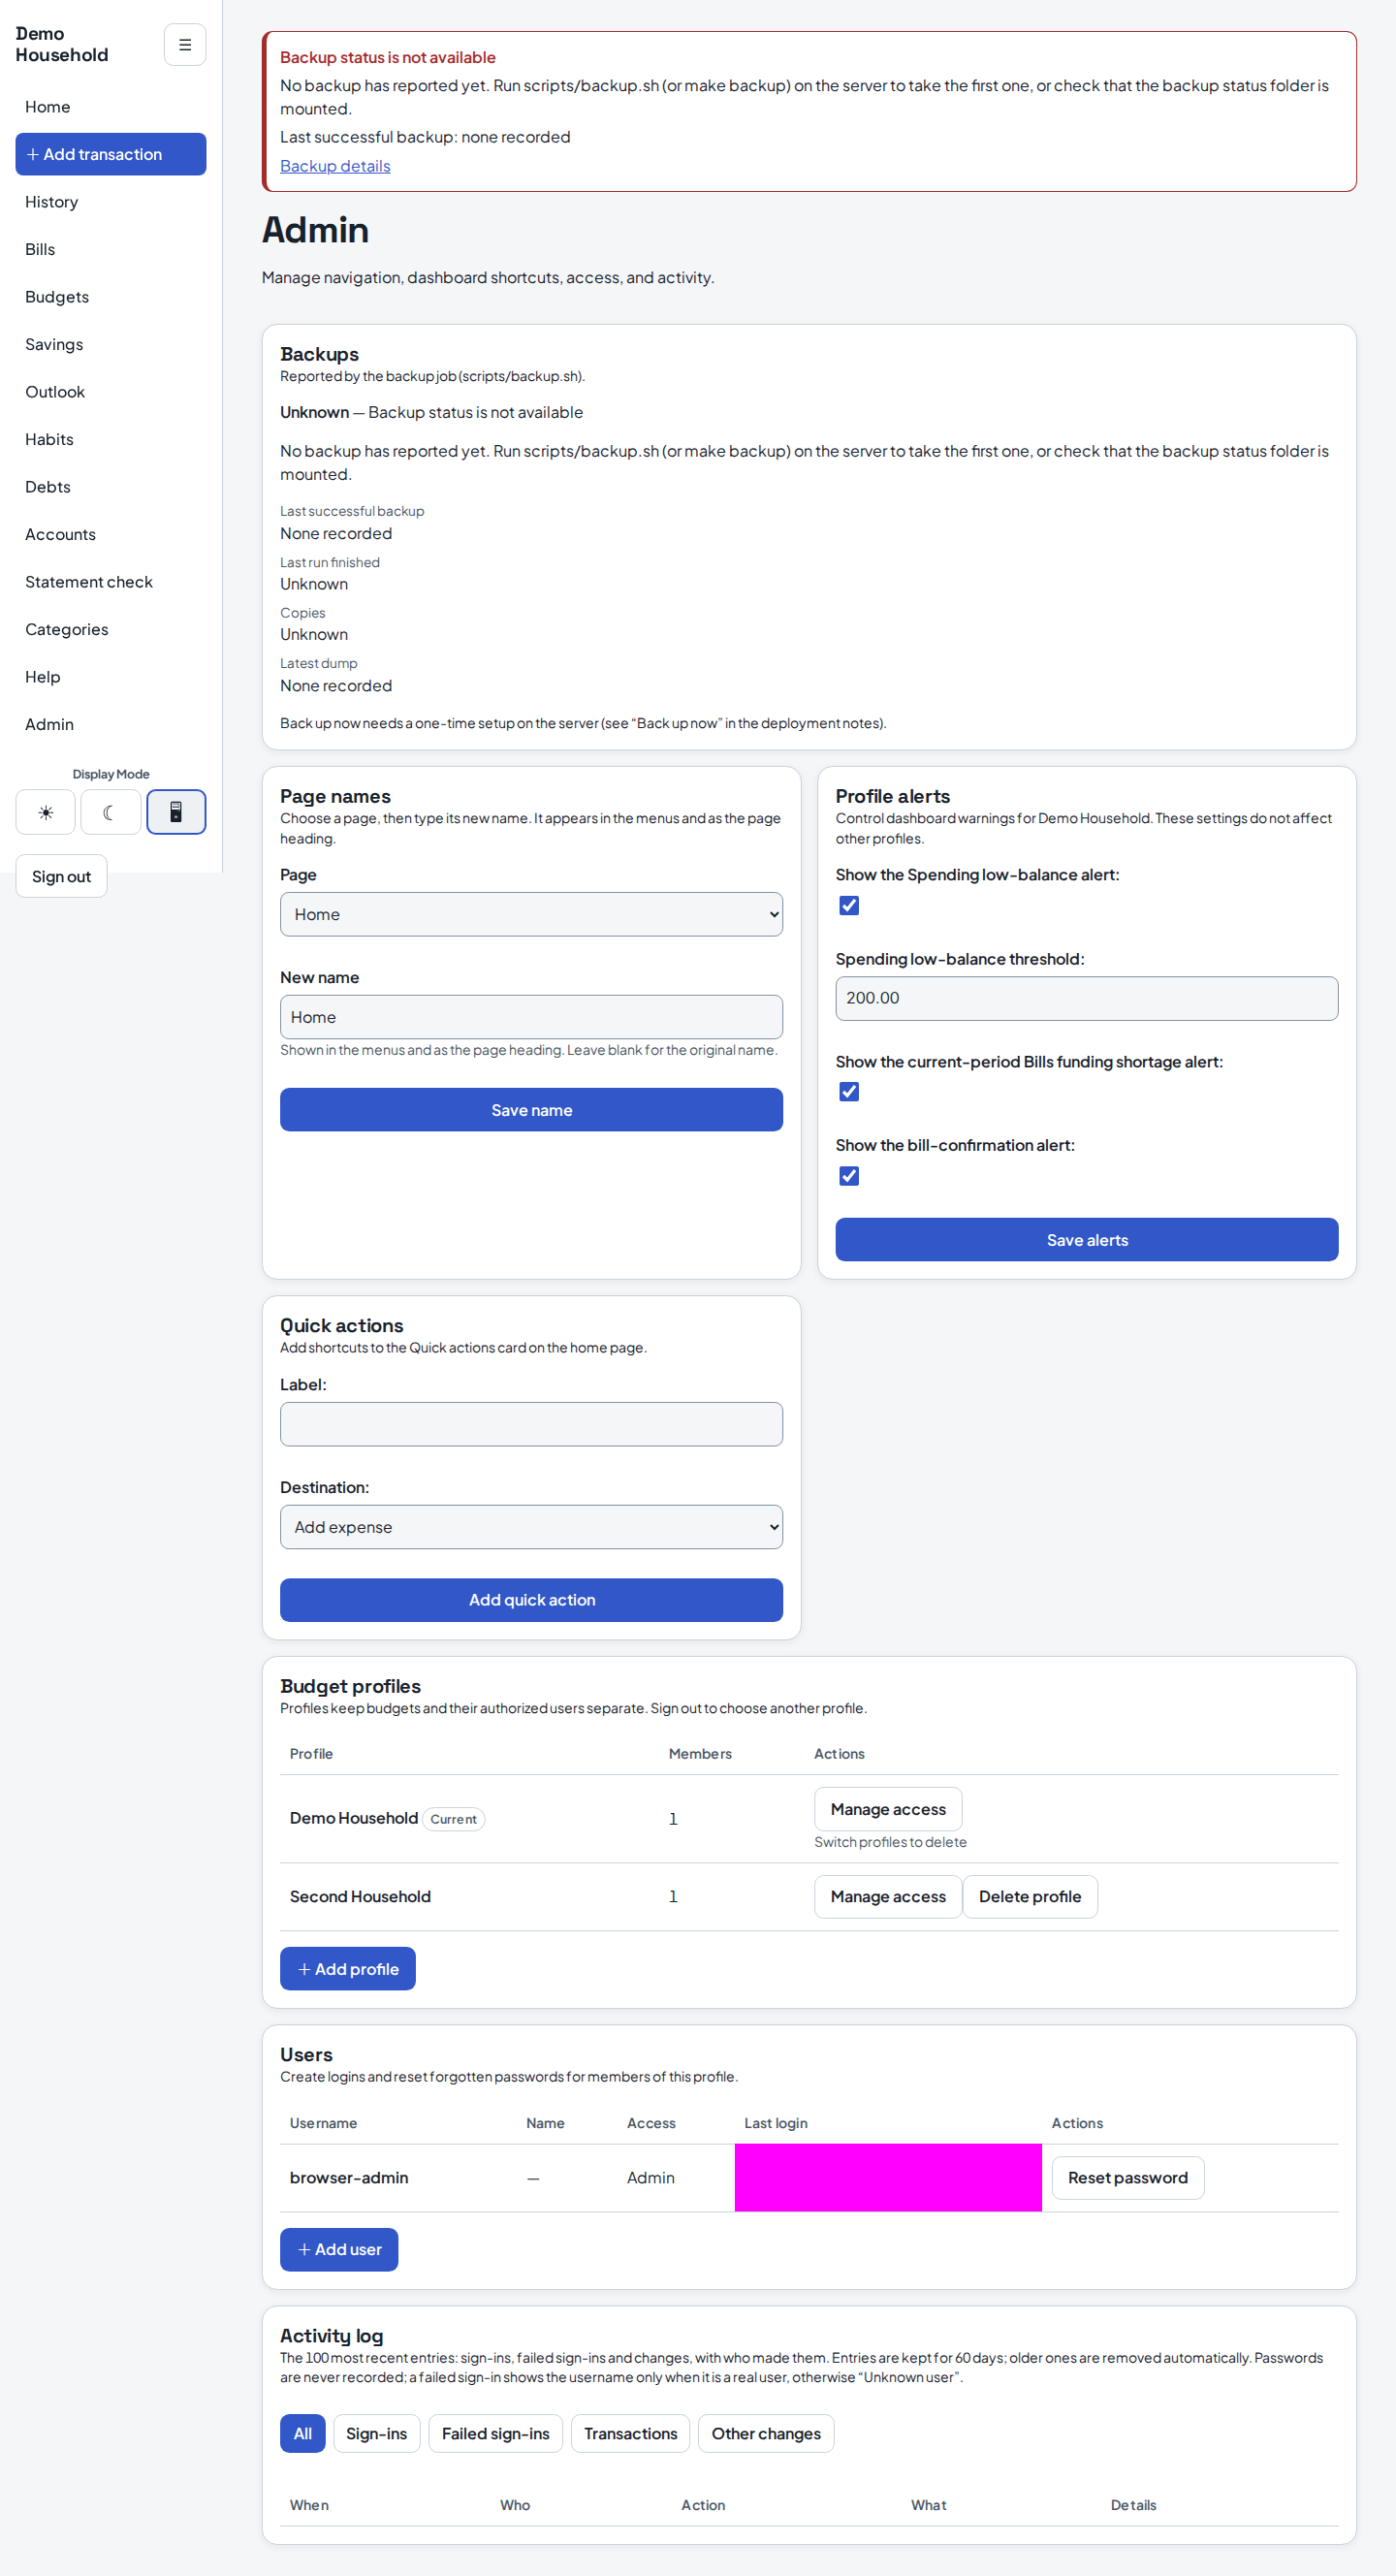 Demo
Household
☰
Home
+ Add transaction
History
Bills
Budgets
Savings
Outlook
Habits
Debts
Accounts
Statement check
Categories
Help
Admin
Display Mode
Sign out
Backup status is not available
No backup has reported yet. Run scripts/backup.sh (or make backup) on the server to take the first one, or check that the backup status folder is
mounted.
Last successful backup: none recorded
Backup details
Admin
Manage navigation, dashboard shortcuts, access, and activity.
Backups
Reported by the backup job (scripts/backup.sh).
Unknown — Backup status is not available
No backup has reported yet. Run scripts/backup.sh (or make backup) on the server to take the first one, or check that the backup status folder is
mounted.
Last successful backup
None recorded
Last run finished
Unknown
Copies
Unknown
Latest dump
None recorded
Back up now needs a one-time setup on the server (see “Back up now” in the deployment notes).
Page names
Choose a page, then type its new name. It appears in the menus and as the page
heading.
Page
Home
New name
Home
Shown in the menus and as the page heading. Leave blank for the original name.
Save name
Profile alerts
Control dashboard warnings for Demo Household. These settings do not affect
other profiles.
Show the Spending low-balance alert:
Spending low-balance threshold:
200.00
Show the current-period Bills funding shortage alert:
Show the bill-confirmation alert:
Save alerts
Quick actions
Add shortcuts to the Quick actions card on the home page.
Label:
Destination:
Add expense
Add quick action
Budget profiles
Profiles keep budgets and their authorized users separate. Sign out to choose another profile.
Profile Members Actions
Demo Household Current 1 Manage access
Switch profiles to delete
Second Household 1 Manage access Delete profile
+ Add profile
Users
Create logins and reset forgotten passwords for members of this profile.
Username Name Access Last login Actions
browser-admin — Admin Reset password
+ Add user
Activity log
The 100 most recent entries: sign-ins, failed sign-ins and changes, with who made them. Entries are kept for 60 days; older ones are removed automatically. Passwords
are never recorded; a failed sign-in shows the username only when it is a real user, otherwise “Unknown user”.
All Sign-ins Failed sign-ins Transactions Other changes
When Who Action What Details